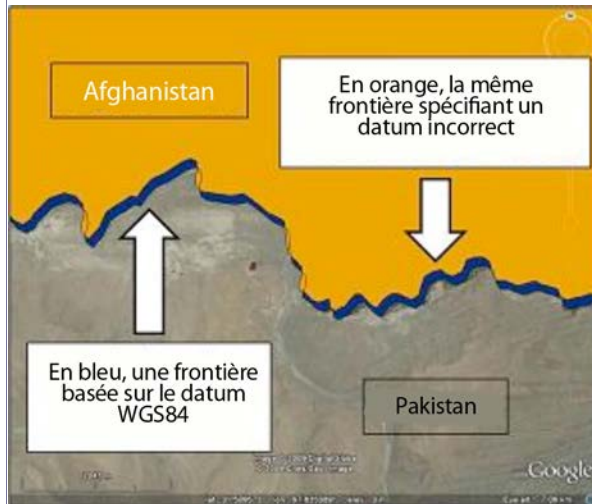 Afghanistan
En orange, la même
frontière spécifiant un
datum incorrect
En bleu, une frontière
basée sur le datum
WGS84
Pakistan
Google